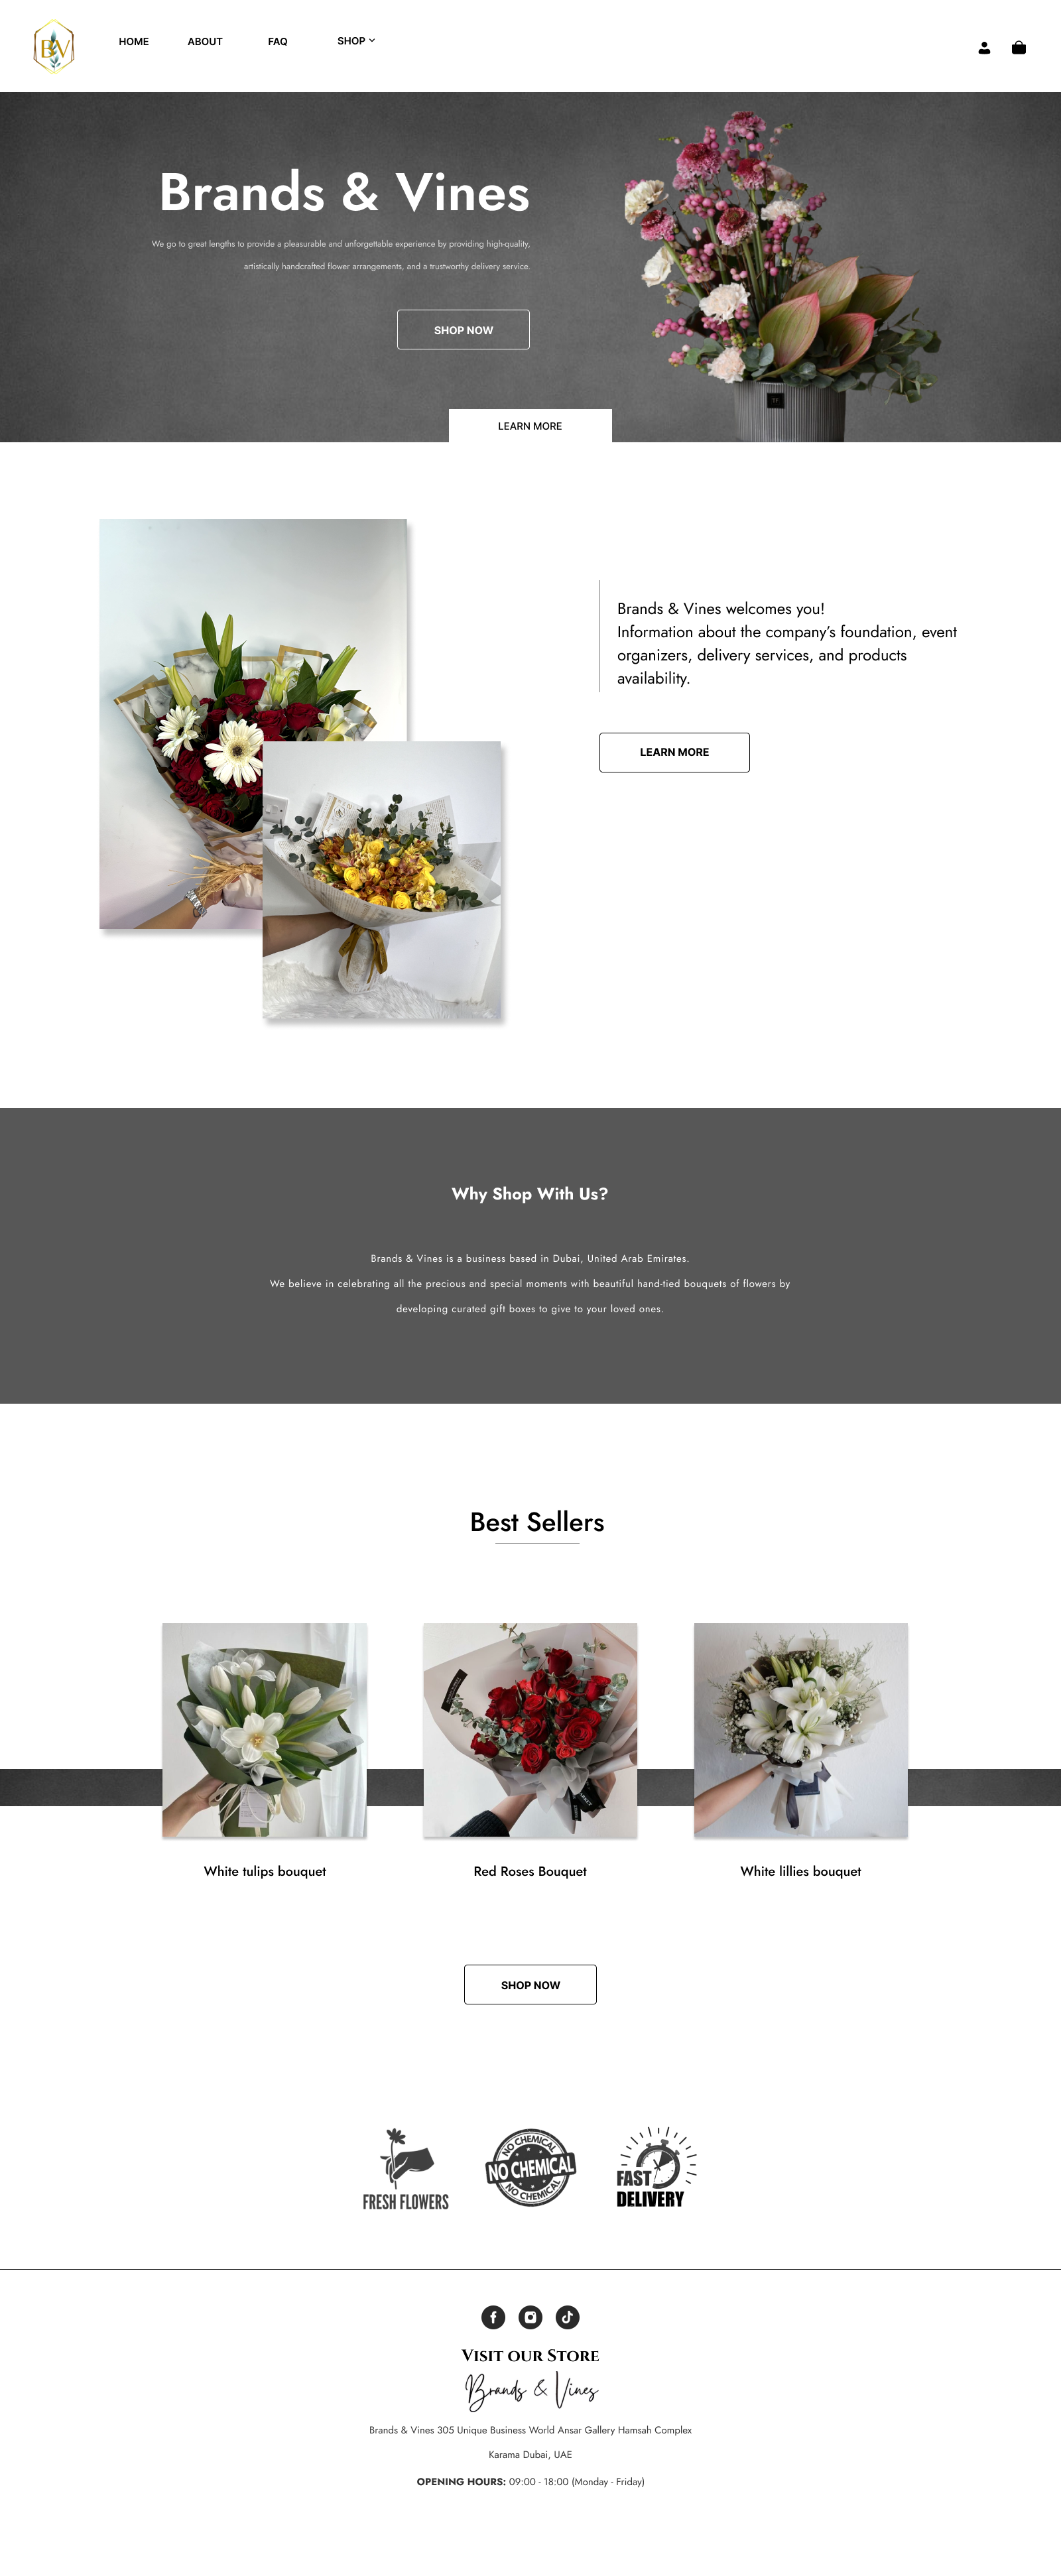 BV
HOME
ABOUT
FAQ
SHOP
Brands & Vines
We go to great lengths to provide a pleasurable and unforgettable experience by providing high-quality,
artistically handcrafted flower arrangements, and a trustworthy delivery service.
SHOP NOW
LEARN MORE
Brands & Vines welcomes you!
Information about the company’s foundation, event
organizers, delivery services, and products
availability.
LEARN MORE
Why Shop With Us?
Brands & Vines is a business based in Dubai, United Arab Emirates.
We believe in celebrating all the precious and special moments with beautiful hand-tied bouquets of flowers by
developing curated gift boxes to give to your loved ones.
Best Sellers
White tulips bouquet
Red Roses Bouquet
White lillies bouquet
SHOP NOW
FRESH FLOWERS
NO CHEMICAL
NO CHEMICAL
NO CHEMICAL
FAST
DELIVERY
Visit our Store
Brands & Vines
Brands & Vines 305 Unique Business World Ansar Gallery Hamsah Complex
Karama Dubai, UAE
OPENING HOURS: 09:00 - 18:00 (Monday - Friday)